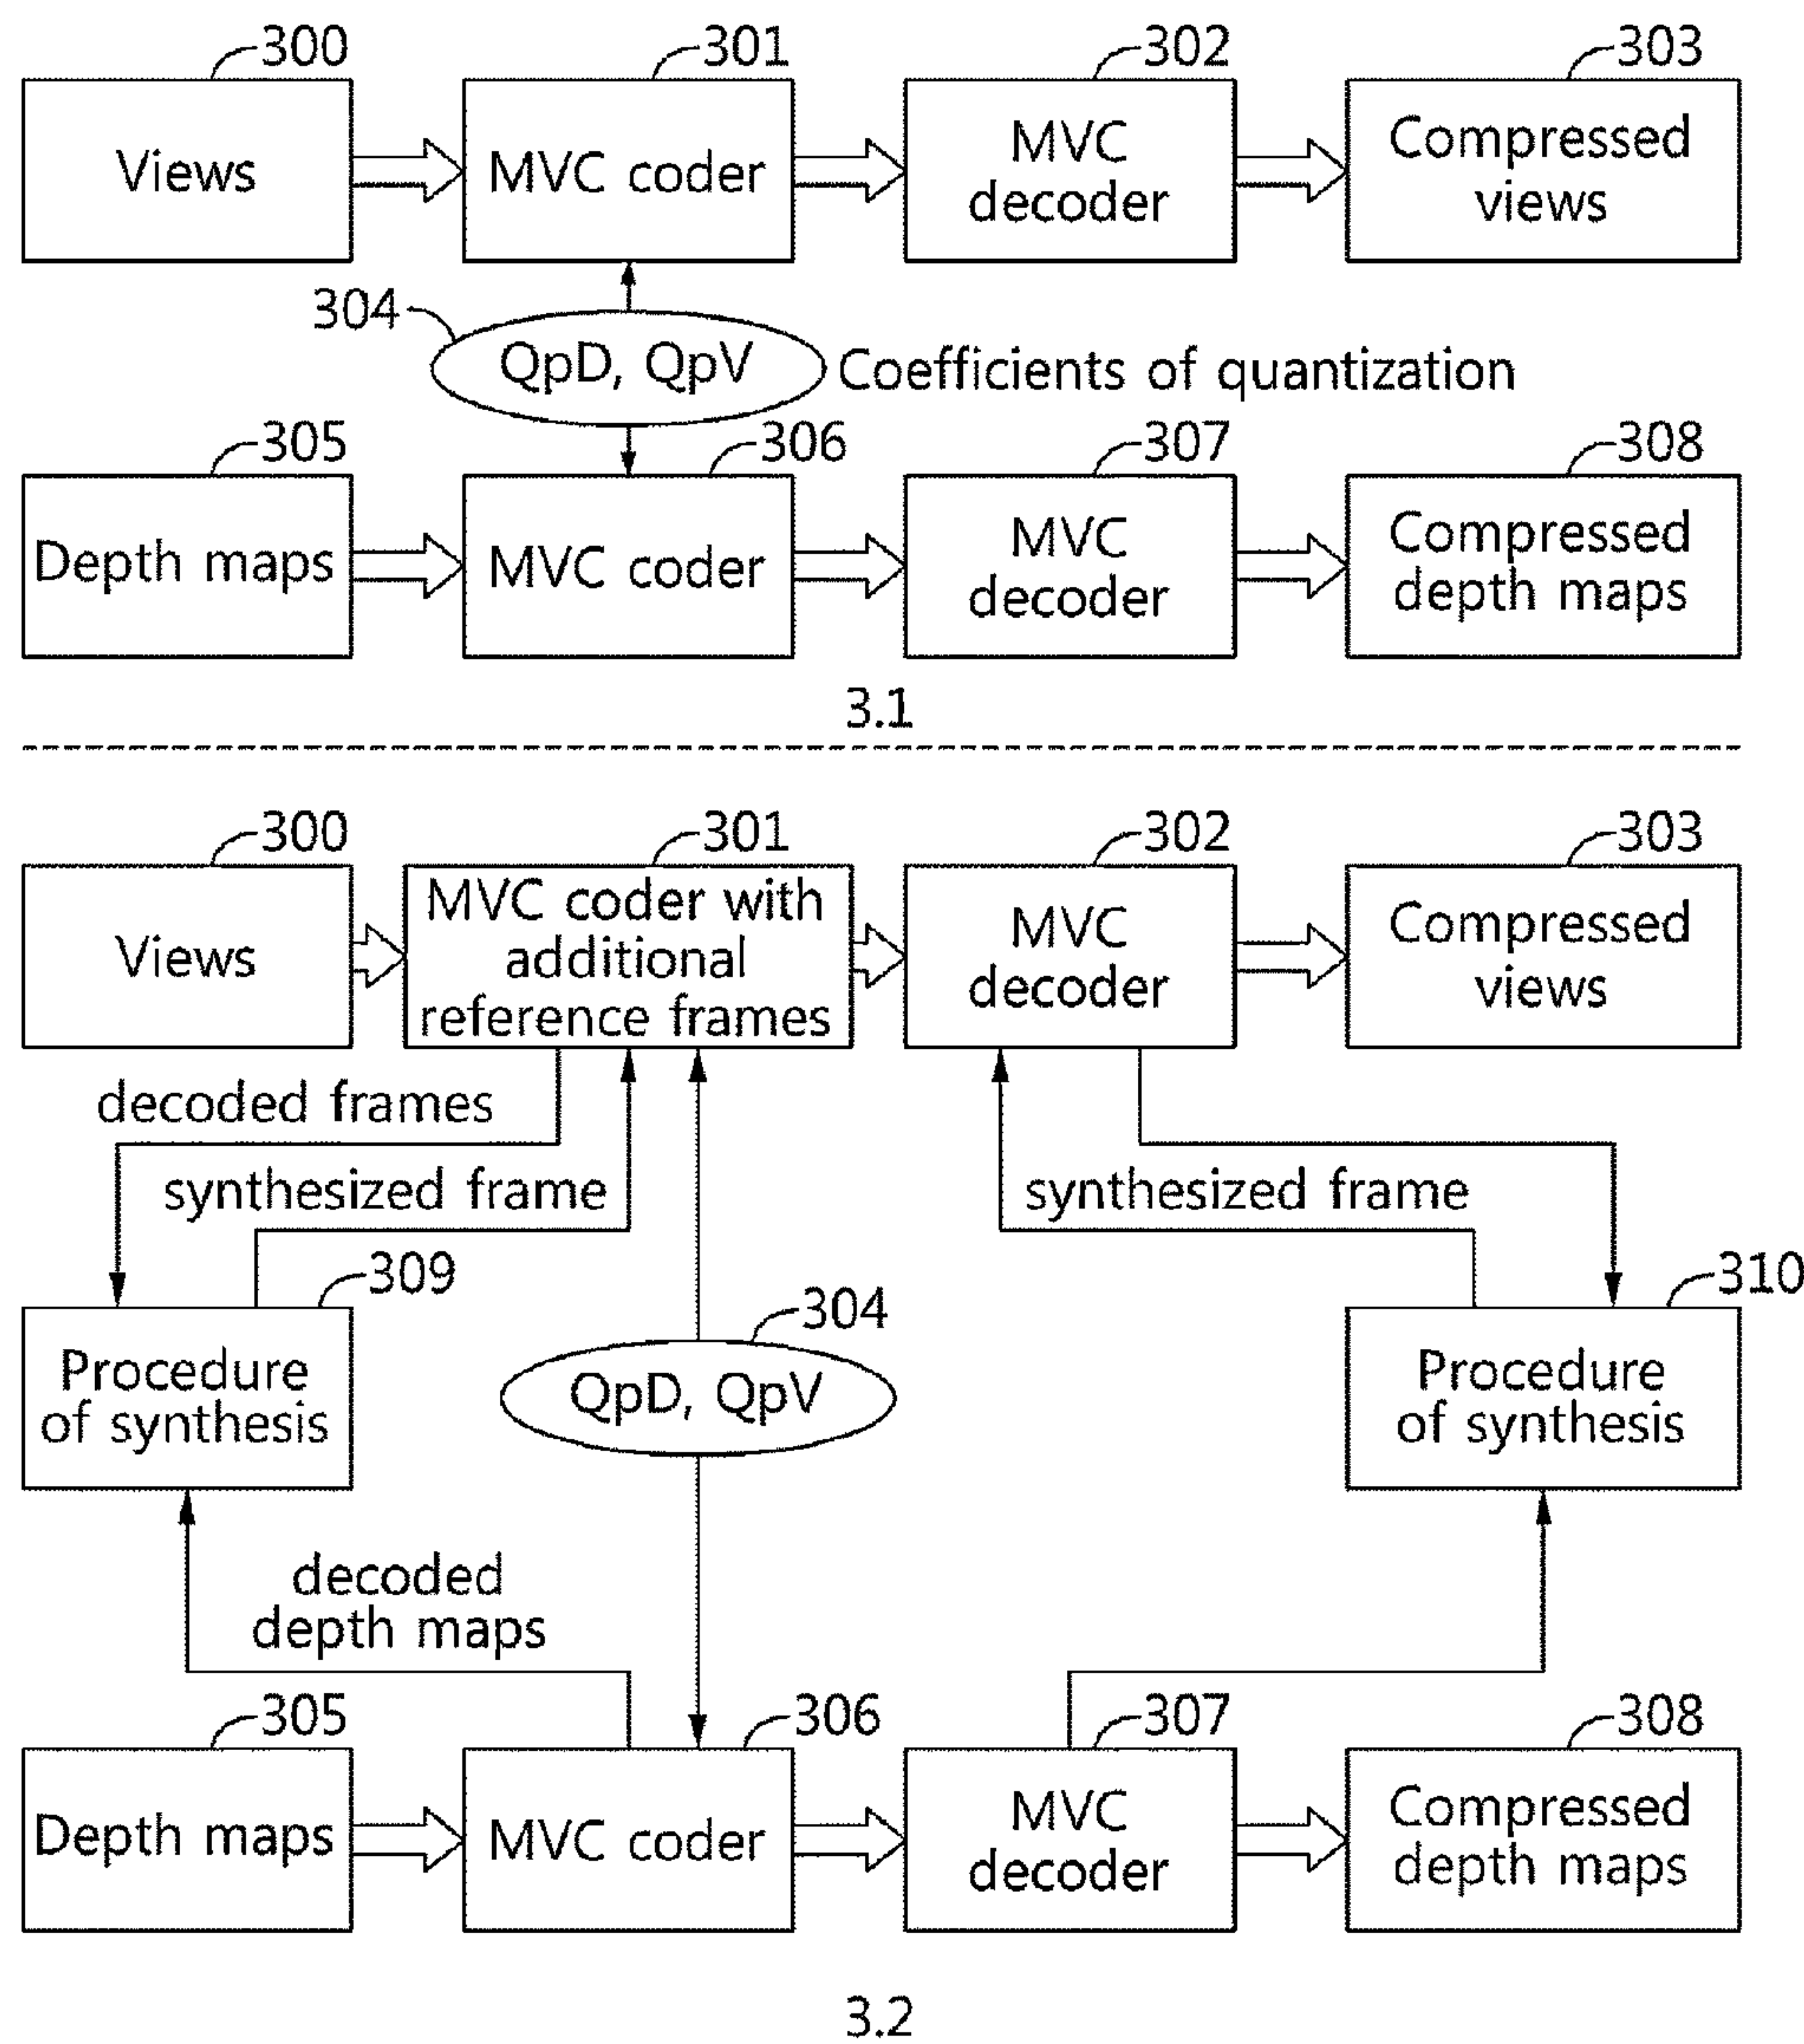 300
301
302
303
Views
MVC coder
MVC
decoder
Compressed
views
304
QpD, QpV
Coefficients of quantization
305
306
307
308
Depth maps
MVC coder
MVC
decoder
Compressed
depth maps
3.1
300
301
302
303
Views
MVC coder with
additional
reference frames
MVC
decoder
Compressed
views
decoded frames
synthesized frame
synthesized frame
309
304
310
Procedure
of synthesis
QpD, QpV
Procedure
of synthesis
decoded
depth maps
305
306
307
308
Depth maps
MVC coder
MVC
decoder
Compressed
depth maps
3.2